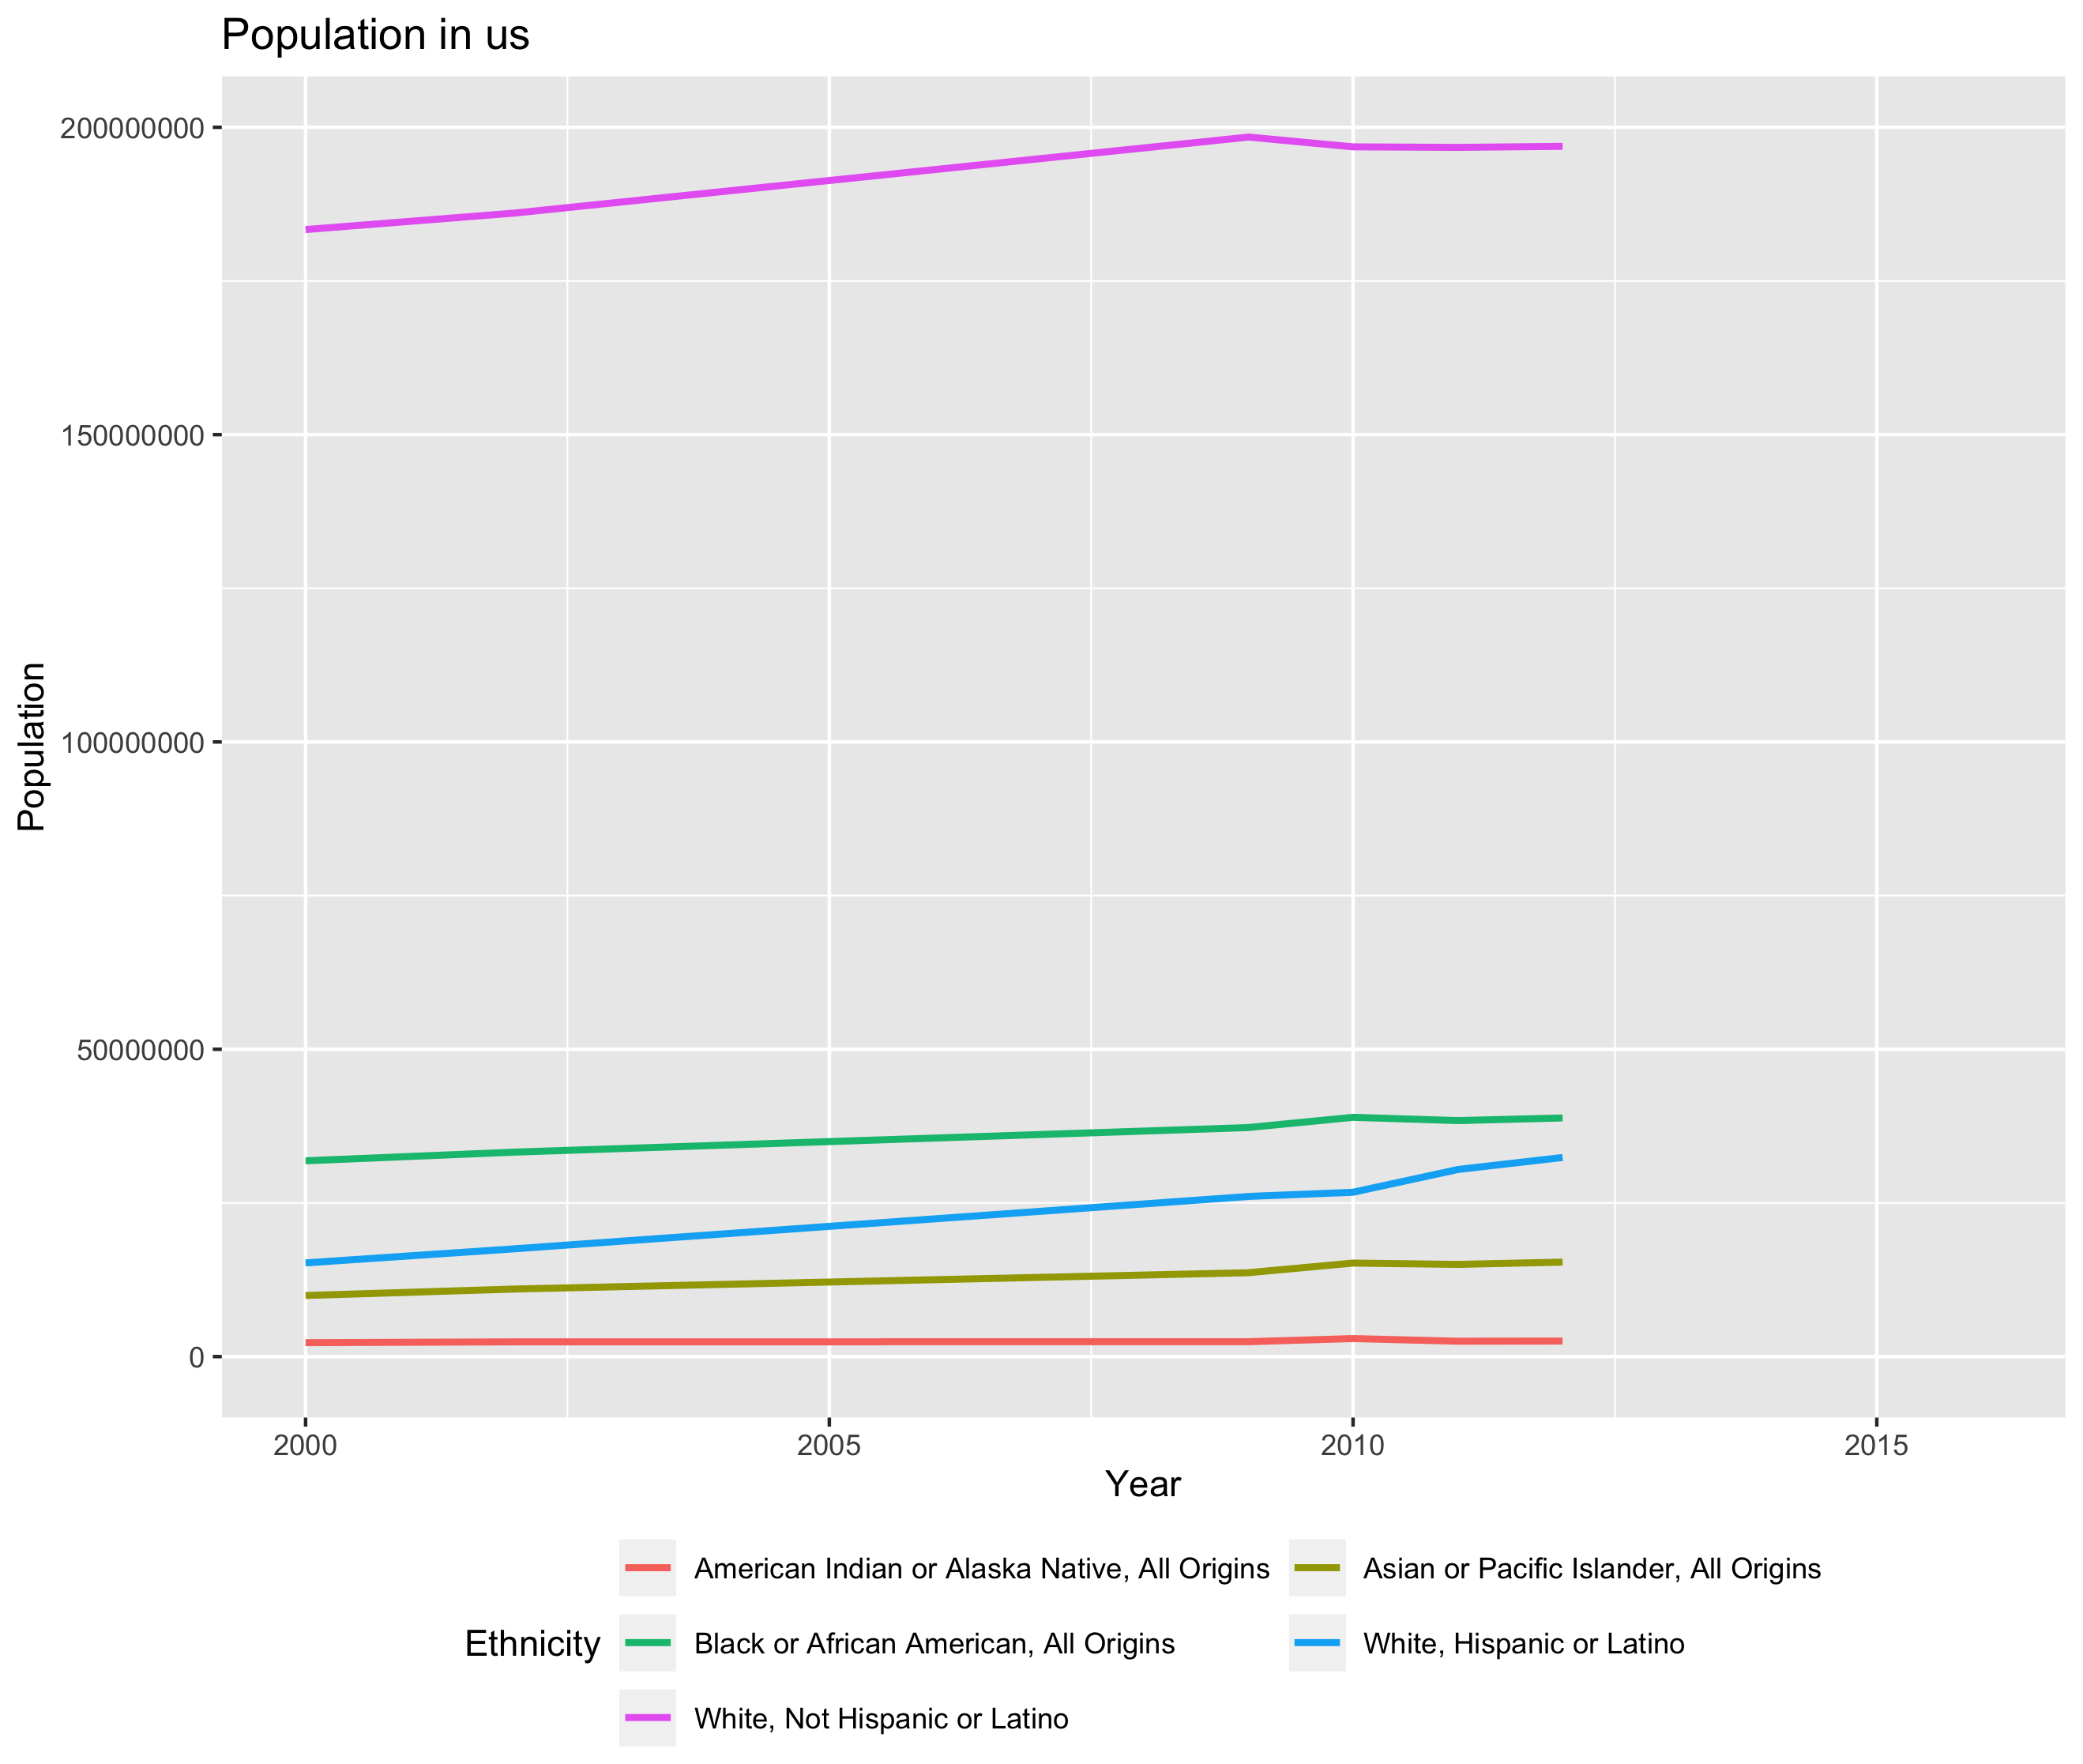 Population in us
200000000
150000000
100000000
50000000
0
Population
2000 2005 2010 2015
Year
Ethnicity
American Indian or Alaska Native, All Origins
Asian or Pacific Islander, All Origins
Black or African American, All Origins
White, Hispanic or Latino
White, Not Hispanic or Latino